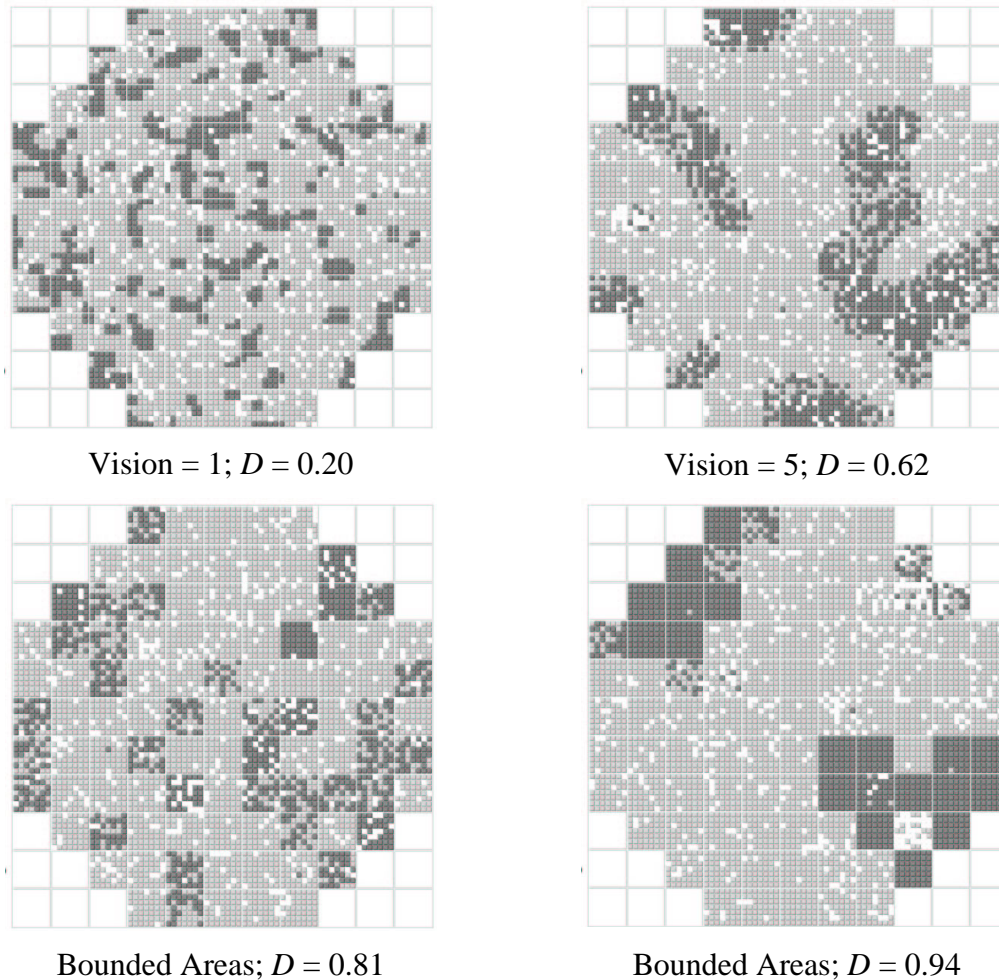 Vision = 1; D = 0.20
Vision = 5; D = 0.62
Bounded Areas; D = 0.81
Bounded Areas; D = 0.94